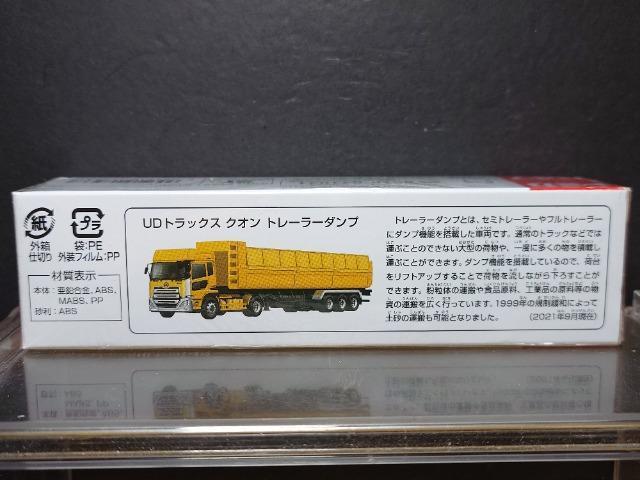 紙
プラ
外箱
仕切り
袋:PE
外装フィルム:PP
材質表示
本体:亜鉛合金、ABS、
MABS、PP
砂利:ABS
UDトラックス クオン トレーラーダンプ
トレーラーダンプとは、セミトレーラーやフルトレーラー
にダンプ機能を搭載した車両です。通常のトラックなどでは
運ぶことのできない大型の荷物や、一度に多くの物を積載し
運ぶことができます。ダンプ機能を搭載しているので、荷台
をリフトアップすることで荷物を流しながら下ろすことがで
きます。粉粒体の運搬や食品原料、工業品の原料等の物
資の運搬を広く行っています。1999年の規制緩和によって
土砂の運搬も可能となりました。
(2021年9月現在)